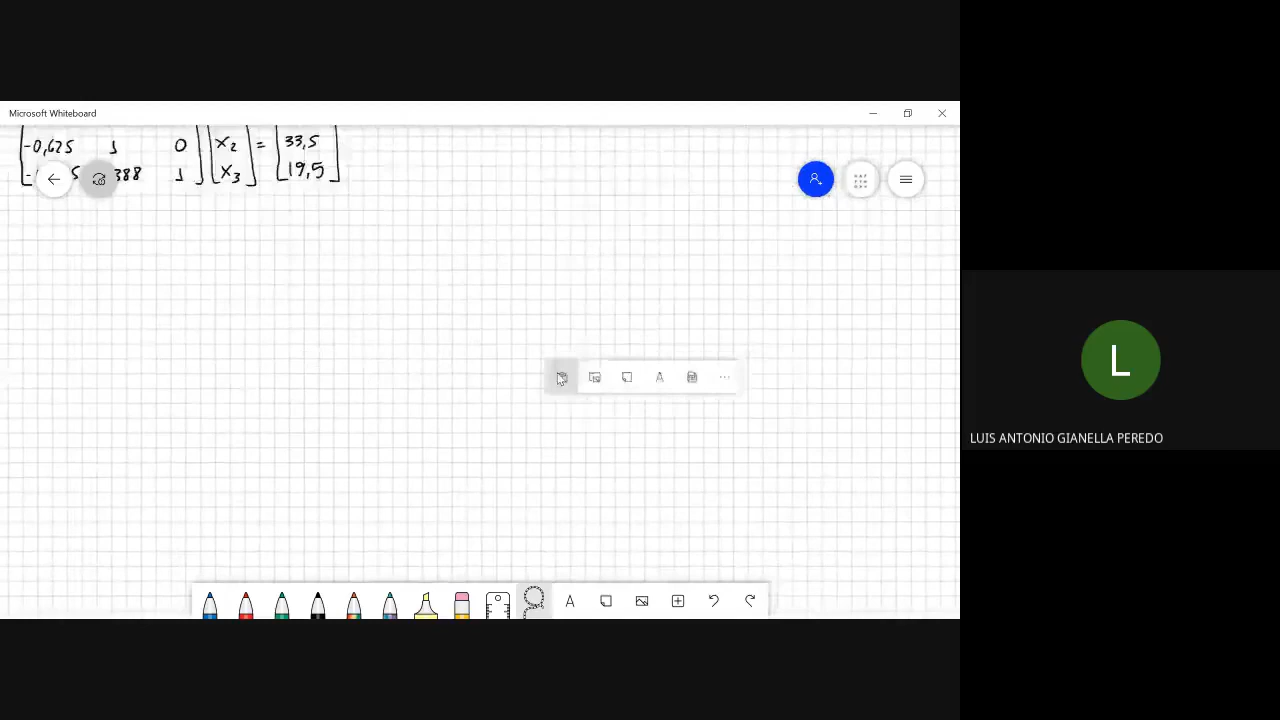 Microsoft Whiteboard
-0,625 1 0 x2 = 33,5
388 1 x3 19,5
L
LUIS ANTONIO GIANELLA PEREDO
A
A